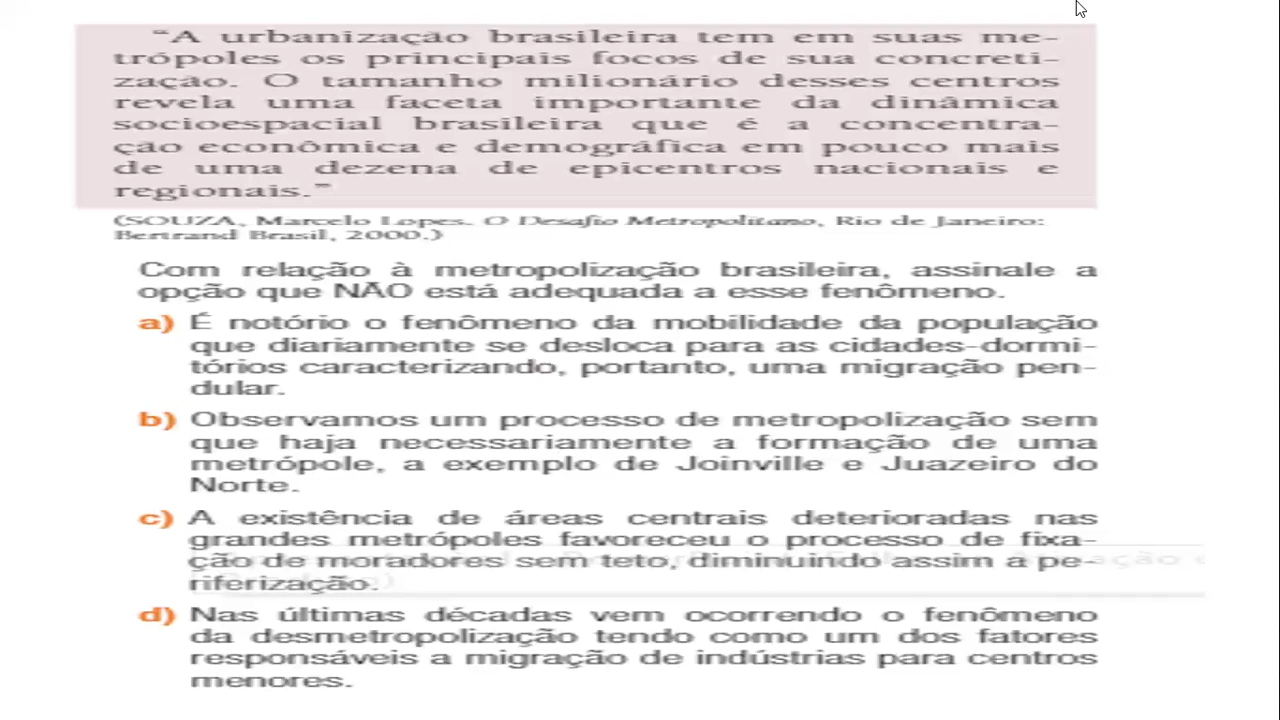 “A urbanização brasileira tem em suas me-
trópoles os principais focos de sua concreti-
zação. O tamanho milionário desses centros
revela uma faceta importante da dinâmica
socioespacial brasileira que é a concentra-
ção econômica e demográfica em pouco mais
de uma dezena de epicentros nacionais e
regionais.”
(SOUZA, Marcelo Lopes. O Desafio Metropolitano, Rio de Janeiro:
Bertrand Brasil, 2000.)
Com relação à metropolização brasileira, assinale a
opção que NÃO está adequada a esse fenômeno.
a) É notório o fenômeno da mobilidade da população
que diariamente se desloca para as cidades-dormi-
tórios caracterizando, portanto, uma migração pen-
dular.
b) Observamos um processo de metropolização sem
que haja necessariamente a formação de uma
metrópole, a exemplo de Joinville e Juazeiro do
Norte.
c) A existência de áreas centrais deterioradas nas
grandes metrópoles favoreceu o processo de fixa-
ção de moradores sem teto, diminuindo assim a pe-
riferização.
d) Nas últimas décadas vem ocorrendo o fenômeno
da desmetropolização tendo como um dos fatores
responsáveis a migração de indústrias para centros
menores.